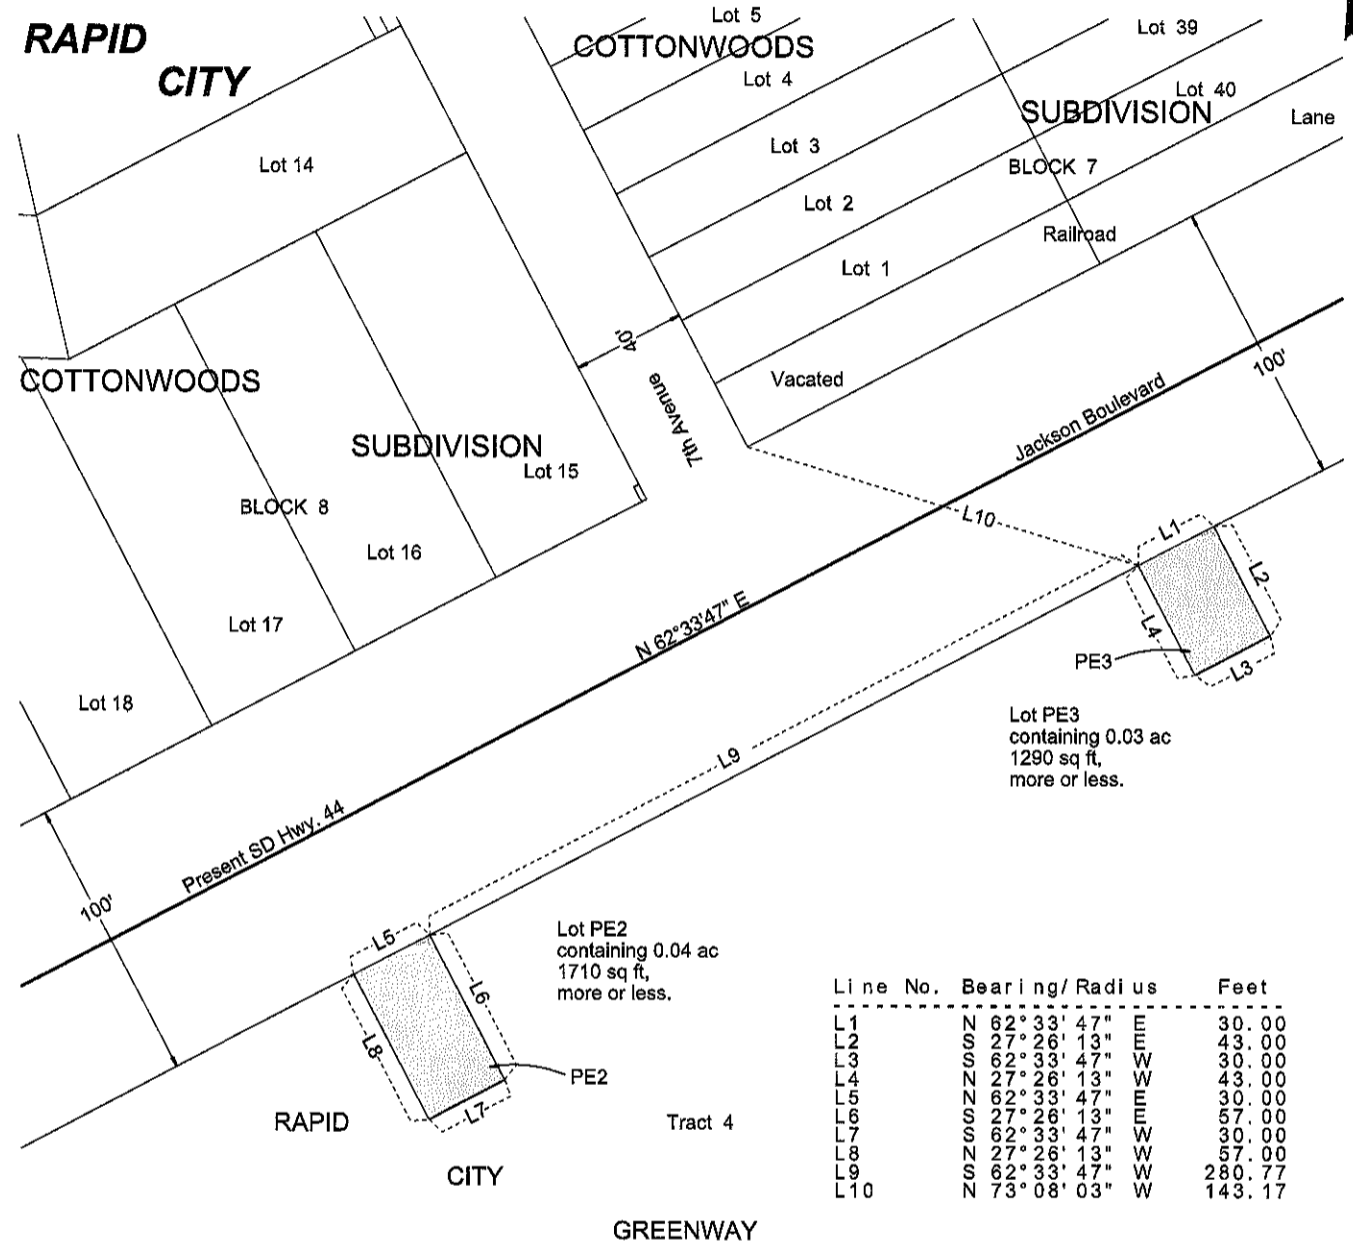 RAPID
CITY
Lot 5
COTTONWOODS
Lot 39
Lot 4
Lot 40
SUBDIVISION
Lane
Lot 3
Lot 14
BLOCK 7
Lot 2
Railroad
Lot 1
40'
Vacated
100'
COTTONWOODS
7th Avenue
Jackson Boulevard
SUBDIVISION
Lot 15
BLOCK 8
L10
Lot 16
L1
L2
N 62°33'47" E
Lot 17
L4
PE3
L3
Lot 18
Lot PE3
containing 0.03 ac
1290 sq ft,
more or less.
L9
Present SD Hwy. 44
100'
L5
Lot PE2
containing 0.04 ac
1710 sq ft,
more or less.
L6
L8
PE2
L7
RAPID
Tract 4
CITY
GREENWAY
Line No. Bearing/Radius Feet
L1 N 62°33'47" E 30.00
L2 S 27°26'13" E 43.00
L3 S 62°33'47" W 30.00
L4 N 27°26'13" W 43.00
L5 N 62°33'47" E 30.00
L6 S 27°26'13" E 57.00
L7 S 62°33'47" W 30.00
L8 N 27°26'13" W 57.00
L9 S 62°33'47" W 280.77
L10 N 73°08'03" W 143.17